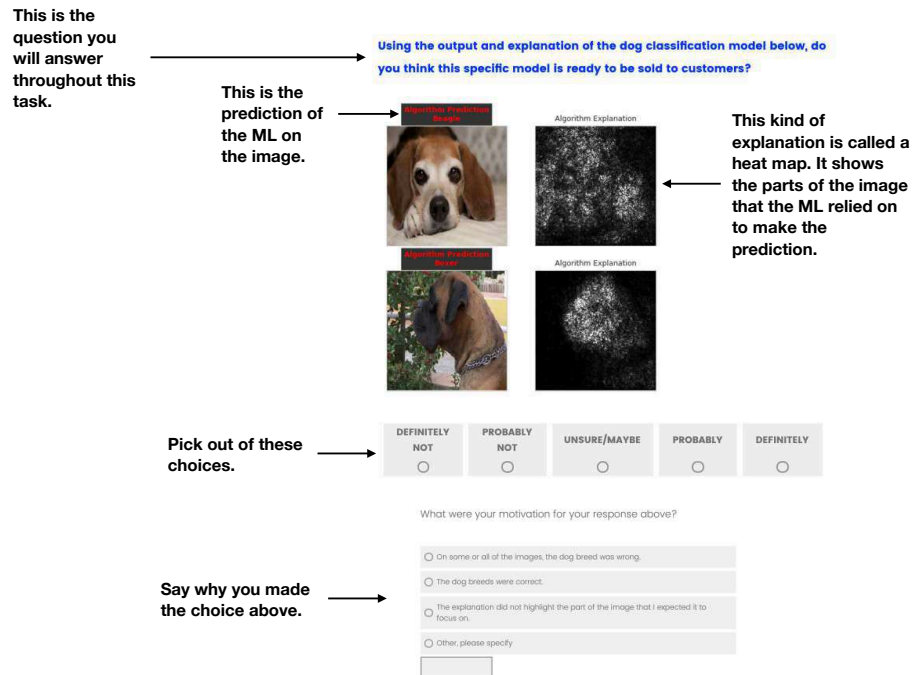 This is the
question you
will answer
throughout this
task.
Using the output and explanation of the dog classification model below, do
you think this specific model is ready to be sold to customers?
This is the
prediction of
the ML on
the image.
Algorithm Prediction
Beagle
Algorithm Explanation
This kind of
explanation is called a
heat map. It shows
the parts of the image
that the ML relied on
to make the
prediction.
Algorithm Prediction
Boxer
Algorithm Explanation
Pick out of these
choices.
DEFINITELY
NOT
PROBABLY
NOT
UNSURE/MAYBE
PROBABLY
DEFINITELY
What were your motivation for your response above?
Say why you made
the choice above.
On some or all of the images, the dog breed was wrong.
The dog breeds were correct.
The explanation did not highlight the part of the image that I expected it to
focus on.
Other, please specify